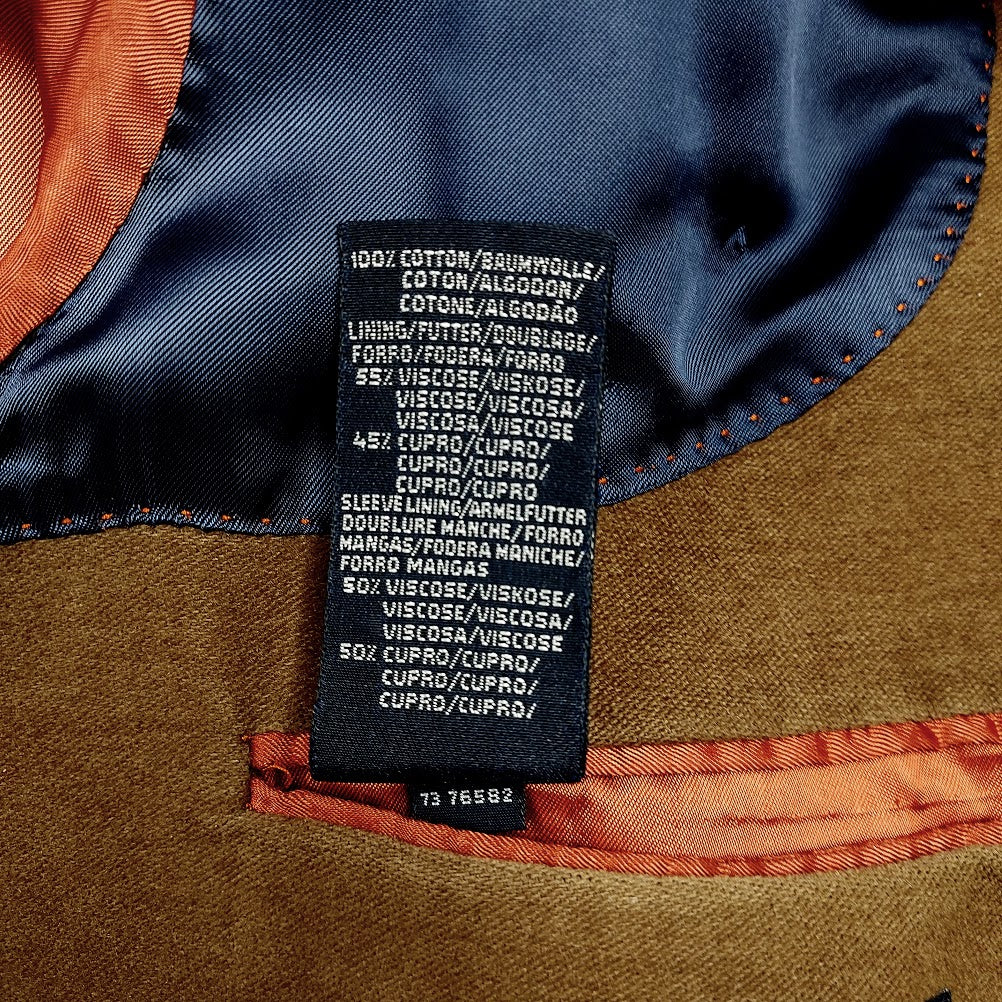 100% COTTON/BAUMWOLLE/
COTON/ALGODON/
COTONE/ALGODÃO
LINING/FUTTER/DOUBLAGE/
FORRO/FODERA/FORRO
55% VISCOSE/VISKOSE/
VISCOSE/VISCOSA/
VISCOSA/VISCOSE
45% CUPRO/CUPRO/
CUPRO/CUPRO/
CUPRO/CUPRO
SLEEVE LINING/ARMELFUTTER
DOUBLURE MANCHE/FORRO
MANGAS/FODERA MANICHE/
FORRO MANGAS
50% VISCOSE/VISKOSE/
VISCOSE/VISCOSA/
VISCOSA/VISCOSE
50% CUPRO/CUPRO/
CUPRO/CUPRO/
CUPRO/CUPRO/
73 76582